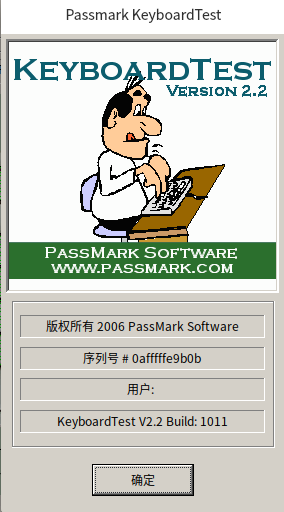 Passmark KeyboardTest
KEYBOARDTEST
VERSION 2.2
PASSMARK SOFTWARE
WWW.PASSMARK.COM
版权所有 2006 PassMark Software
序列号 # 0afffffe9b0b
用户:
KeyboardTest V2.2 Build: 1011
确定